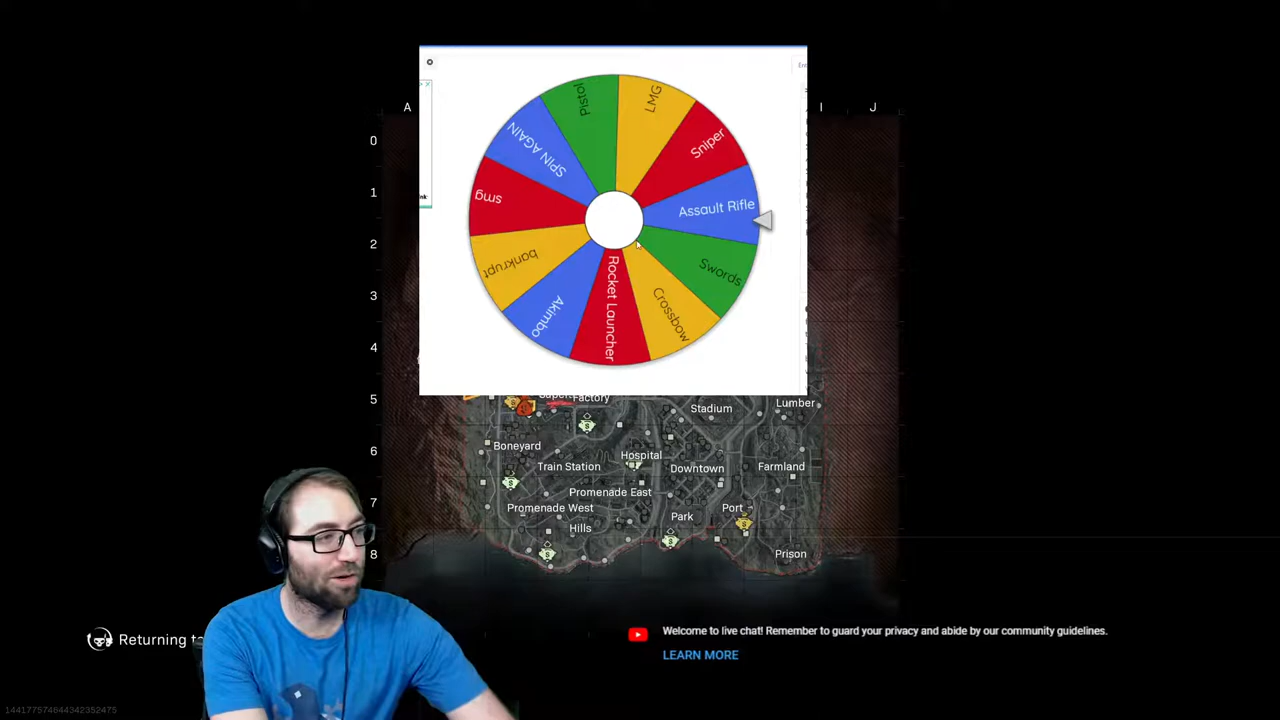 Pistol
LMG
SPIN AGAIN
Sniper
smg
Assault Rifle
bankrupt
Swords
Akimbo
Rocket Launcher
Crossbow
A
I
J
0
1
2
3
4
5
6
7
8
Factory
Stadium
Lumber
Boneyard
Hospital
Train Station
Downtown
Farmland
Promenade East
Promenade West
Park
Port
Hills
Prison
Returning
Welcome to live chat! Remember to guard your privacy and abide by our community guidelines.
LEARN MORE
144177574644342352475